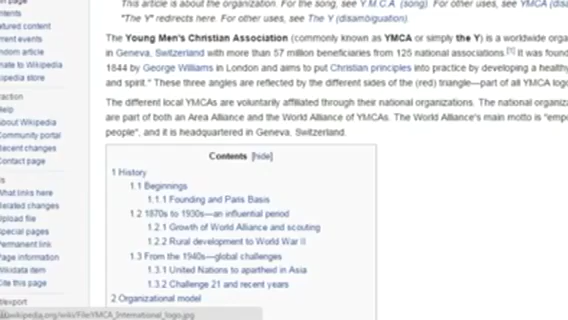 This article is about the organization. For the song, see Y.M.C.A. (song). For other uses, see YMCA
"The Y" redirects here. For other uses, see The Y (disambiguation).
The Young Men's Christian Association (commonly known as YMCA or simply the Y) is a worldwide
in Geneva, Switzerland with more than 57 million beneficiaries from 125 national associations.[1] It was
1844 by George Williams in London and aims to put Christian principles into practice by developing a healthy
and spirit." These three angles are reflected by the different sides of the (red) triangle—part of all YMCA
The different local YMCAs are voluntarily affiliated through their national organizations. The national
are part of both an Area Alliance and the World Alliance of YMCAs. The World Alliance's main motto is
people", and it is headquartered in Geneva, Switzerland.
Contents [hide]
1 History
1.1 Beginnings
1.1.1 Founding and Paris Basis
1.2 1870s to 1930s—an influential period
1.2.1 Growth of World Alliance and scouting
1.2.2 Rural development to World War II
1.3 From the 1940s—global challenges
1.3.1 United Nations to apartheid in Asia
1.3.2 Challenge 21 and recent years
2 Organizational model
page
ntents
atured content
rrent events
ndom article
nate to Wikipedia
kipedia store
raction
Help
About Wikipedia
Community portal
Recent changes
Contact page
ls
What links here
Related changes
Upload file
Special pages
Permanent link
Page information
Wikidata item
Cite this page
t/export
wikipedia.org/wiki/File:YMCA_International_logo.jpg